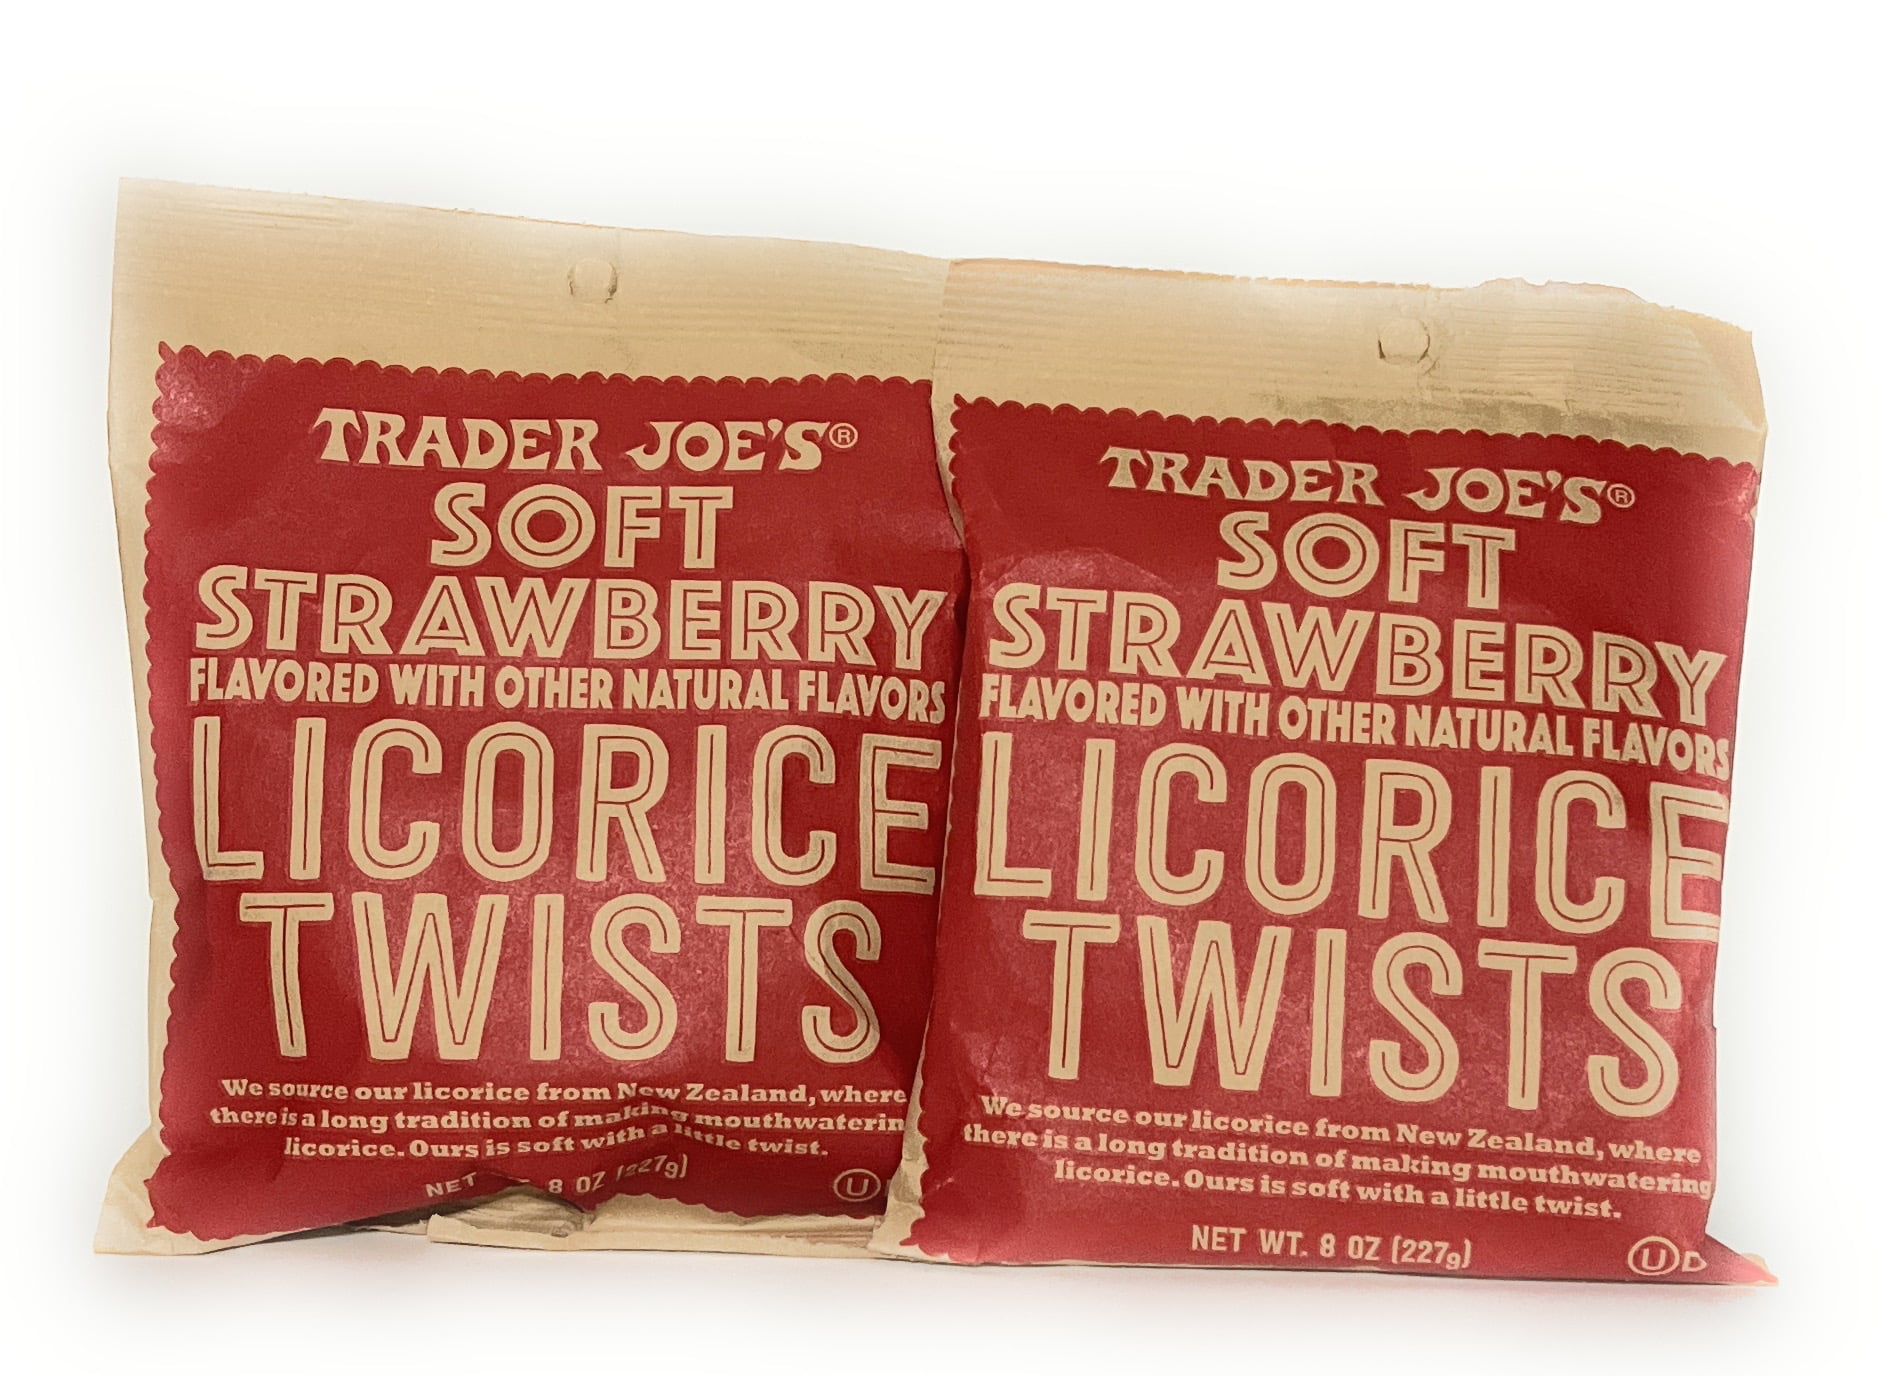 TRADER JOE'S®
SOFT
STRAWBERRY
FLAVORED WITH OTHER NATURAL FLAVORS
LICORICE
TWISTS
We source our licorice from New Zealand, where
there is a long tradition of making mouthwaterin
licorice. Ours is soft with a little twist.
NET 8 OZ (227g)
U
TRADER JOE'S®
SOFT
STRAWBERRY
FLAVORED WITH OTHER NATURAL FLAVORS
LICORICE
TWISTS
We source our licorice from New Zealand, where
there is a long tradition of making mouthwatering
licorice. Ours is soft with a little twist.
NET WT. 8 OZ (227g)
U D